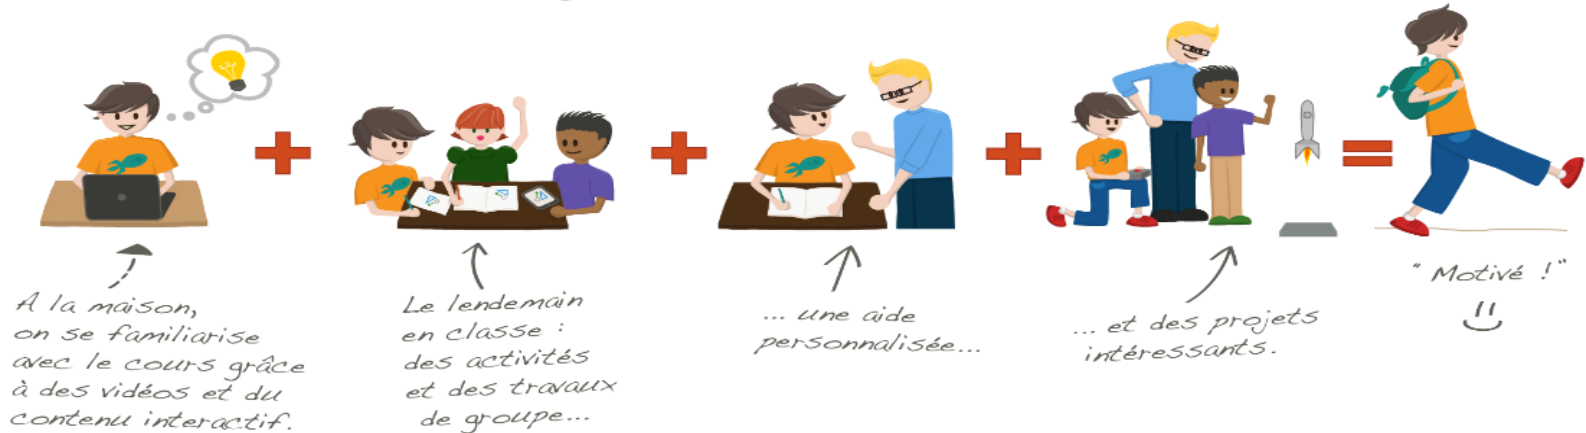 A la maison,
on se familiarise
avec le cours grâce
à des vidéos et du
contenu interactif.
Le lendemain
en classe :
des activités
et des travaux
de groupe...
... une aide
personnalisée...
... et des projets
intéressants.
" Motivé ! "